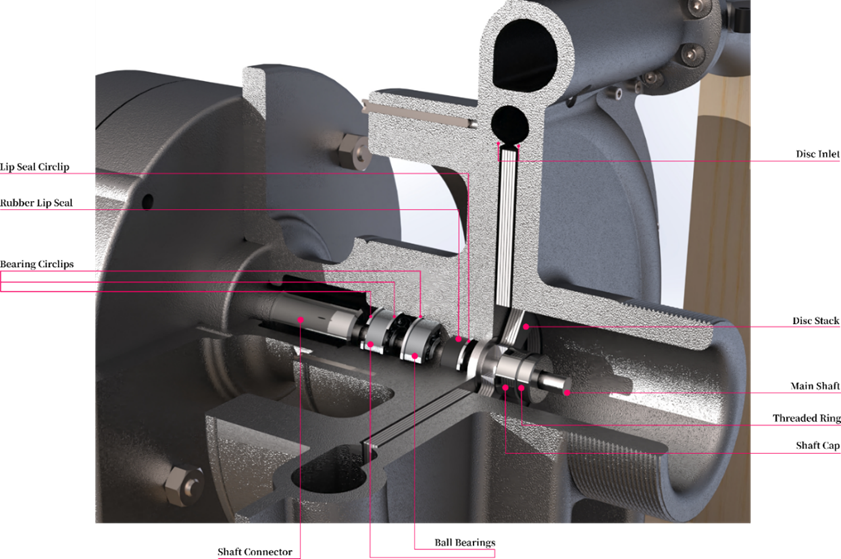 Disc Inlet
Lip Seal Circlip
Rubber Lip Seal
Bearing Circlips
Disc Stack
Main Shaft
Threaded Ring
Shaft Cap
Ball Bearings
Shaft Connector